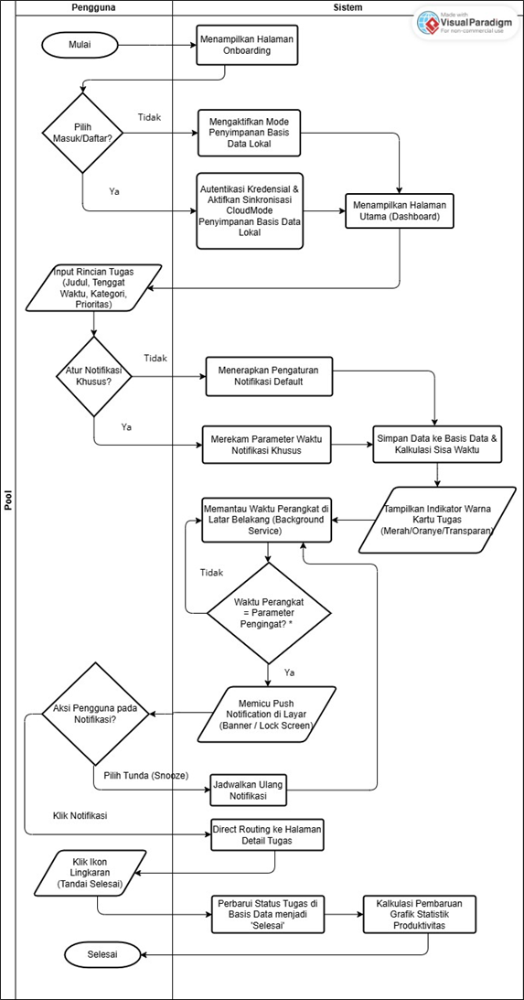 Pengguna
Sistem
Made with
VisualParadigm
For non-commercial use
Pool
Mulai
Menampilkan Halaman
Onboarding
Pilih
Masuk/Daftar?
Tidak
Mengaktifkan Mode
Penyimpanan Basis
Data Lokal
Ya
Autentikasi Kredensial &
Aktifkan Sinkronisasi
CloudMode
Penyimpanan Basis Data
Lokal
Menampilkan Halaman
Utama (Dashboard)
Input Rincian Tugas
(Judul, Tenggat
Waktu, Kategori,
Prioritas)
Atur Notifikasi
Khusus?
Tidak
Menerapkan Pengaturan
Notifikasi Default
Ya
Merekam Parameter Waktu
Notifikasi Khusus
Simpan Data ke Basis Data &
Kalkulasi Sisa Waktu
Tampilkan Indikator Warna
Kartu Tugas
(Merah/Oranye/Transparan)
Memantau Waktu Perangkat di
Latar Belakang (Background
Service)
Tidak
Waktu Perangkat
= Parameter
Pengingat? *
Ya
Memicu Push
Notification di Layar
(Banner / Lock Screen)
Aksi Pengguna pada
Notifikasi?
Pilih Tunda (Snooze)
Jadwalkan Ulang
Notifikasi
Klik Notifikasi
Direct Routing ke Halaman
Detail Tugas
Klik Ikon
Lingkaran
(Tandai Selesai)
Perbarui Status Tugas di
Basis Data menjadi
'Selesai'
Kalkulasi Pembaruan
Grafik Statistik
Produktivitas
Selesai